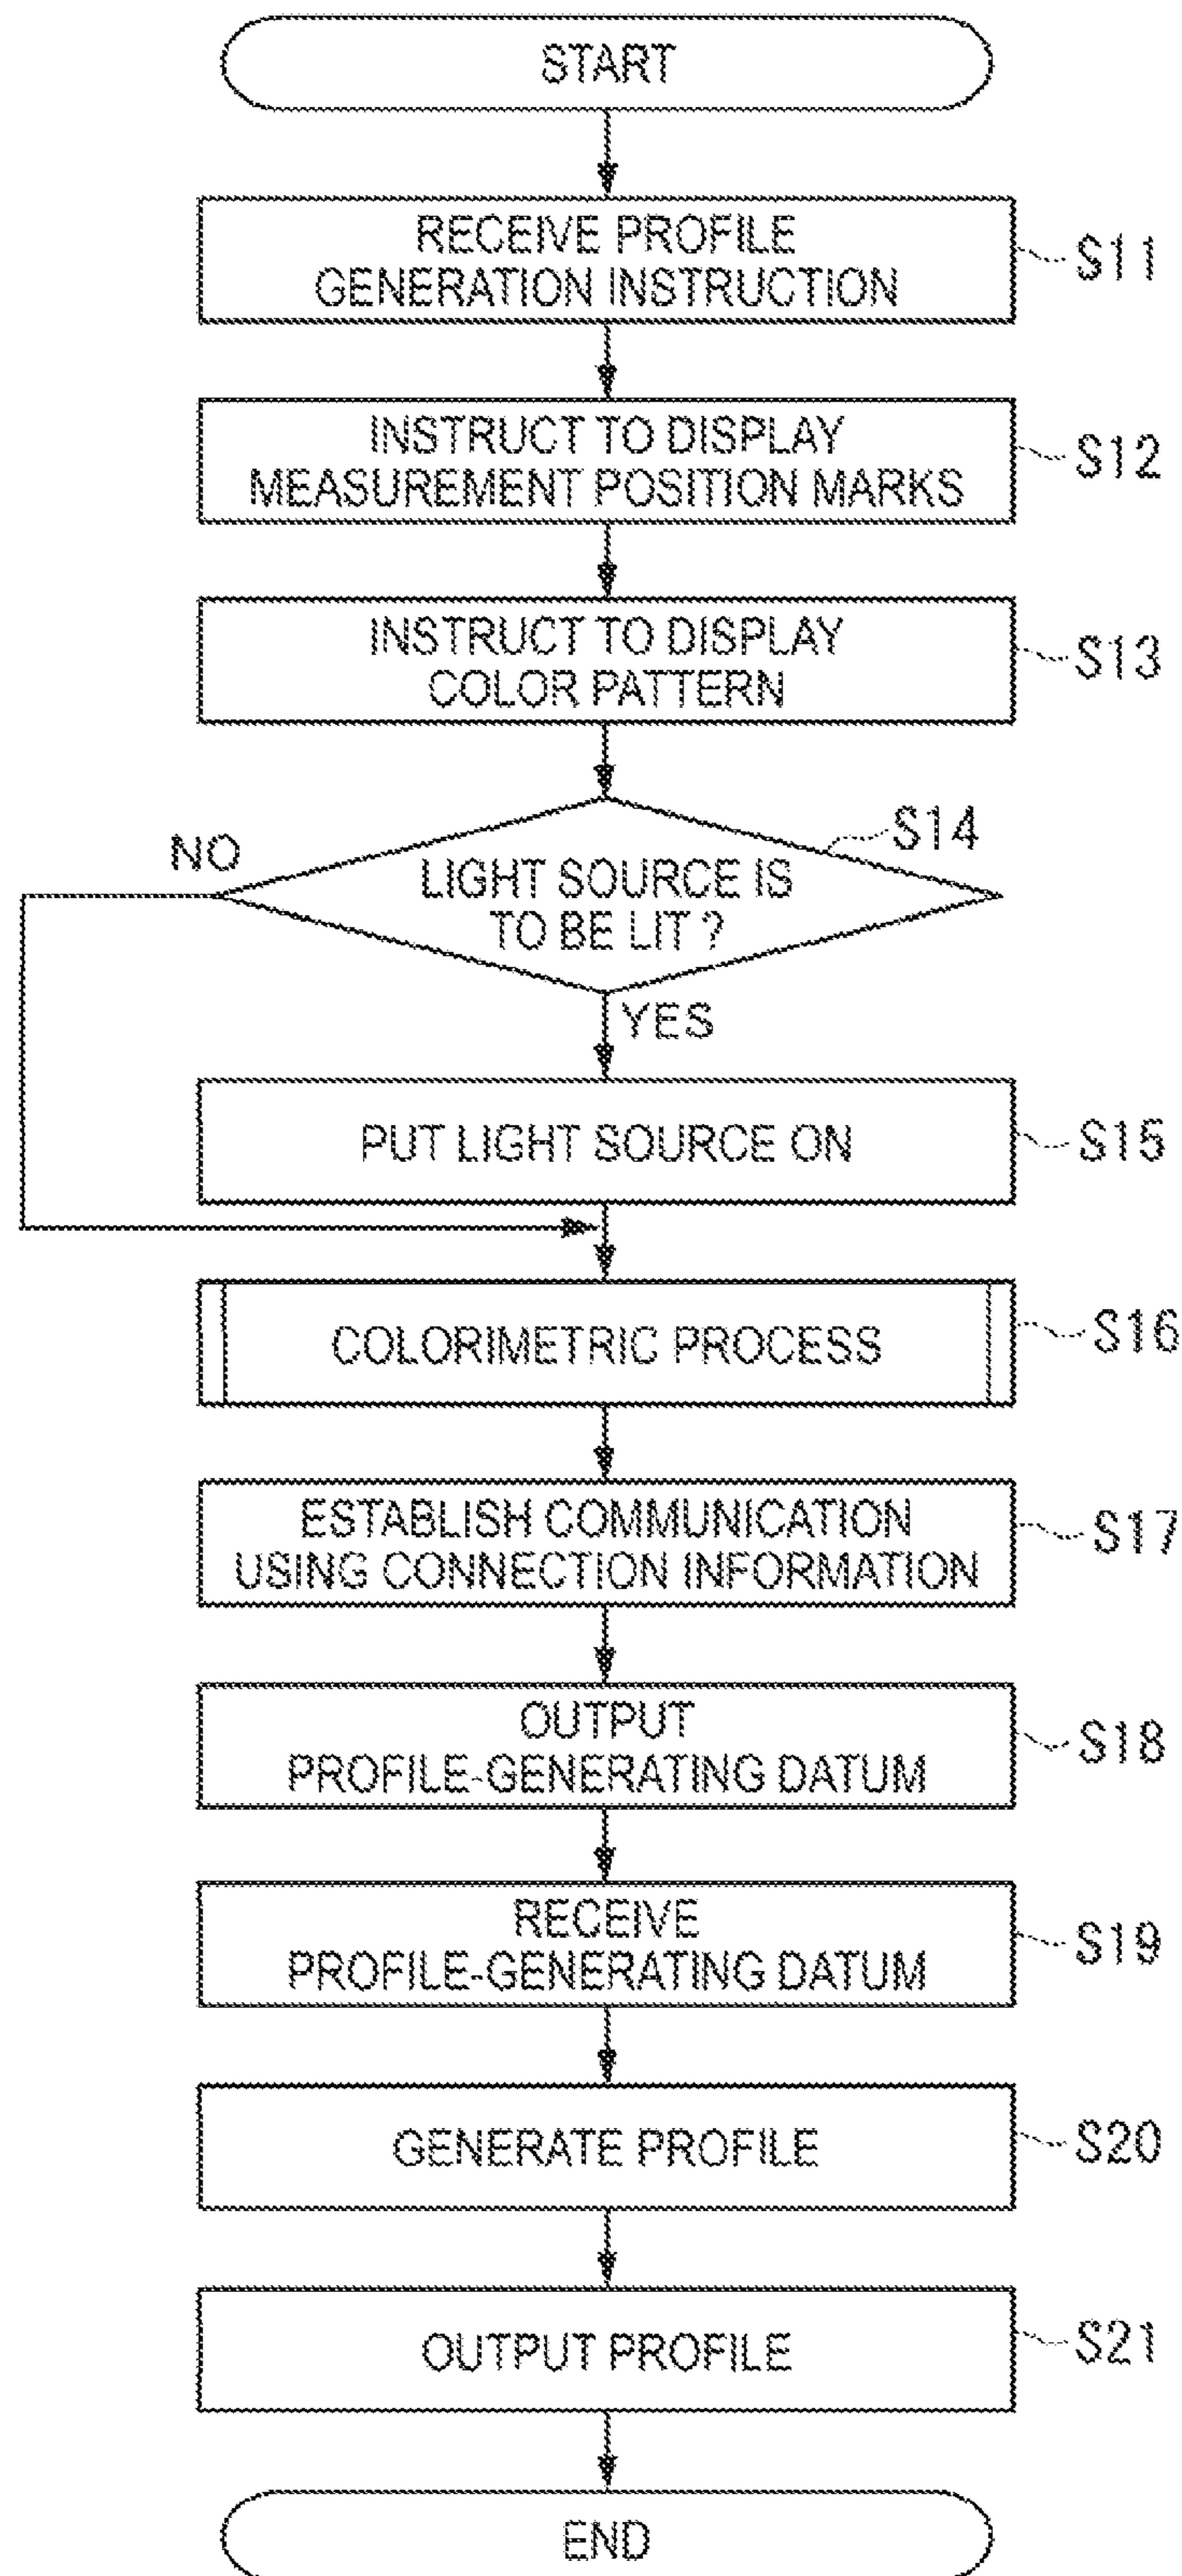 START
RECEIVE PROFILE
GENERATION INSTRUCTION
S11
INSTRUCT TO DISPLAY
MEASUREMENT POSITION MARKS
S12
INSTRUCT TO DISPLAY
COLOR PATTERN
S13
S14
NO
LIGHT SOURCE IS
TO BE LIT ?
YES
PUT LIGHT SOURCE ON
S15
COLORIMETRIC PROCESS
S16
ESTABLISH COMMUNICATION
USING CONNECTION INFORMATION
S17
OUTPUT
PROFILE-GENERATING DATUM
S18
RECEIVE
PROFILE-GENERATING DATUM
S19
GENERATE PROFILE
S20
OUTPUT PROFILE
S21
END